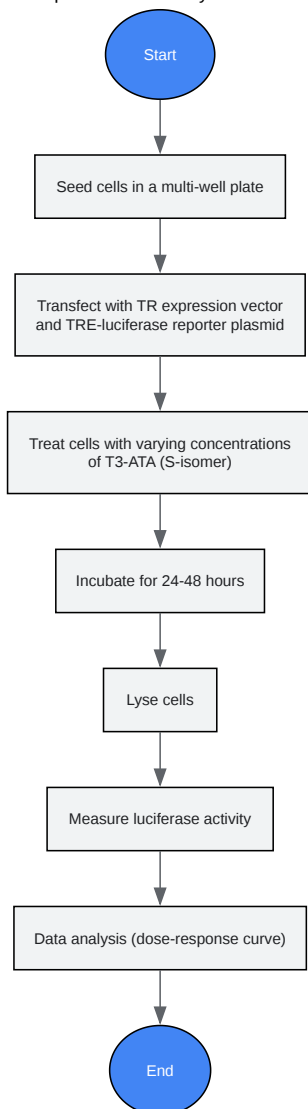 Start
Seed cells in a multi-well plate
Transfect with TR expression vector
and TRE-luciferase reporter plasmid
Treat cells with varying concentrations
of T3-ATA (S-isomer)
Incubate for 24-48 hours
Lyse cells
Measure luciferase activity
Data analysis (dose-response curve)
End